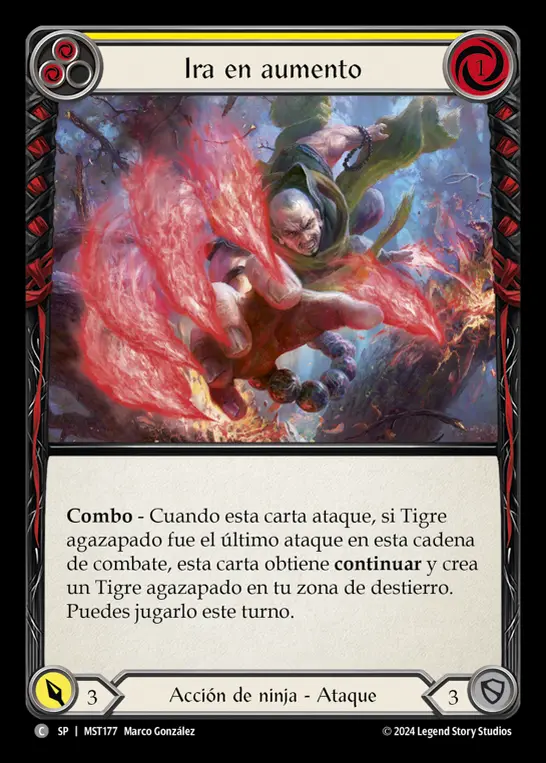 Ira en aumento
1
Combo - Cuando esta carta ataque, si Tigre
agazapado fue el último ataque en esta cadena
de combate, esta carta obtiene continuar y crea
un Tigre agazapado en tu zona de destierro.
Puedes jugarlo este turno.
3 Acción de ninja - Ataque 3
C SP | MST177 Marco González © 2024 Legend Story Studios